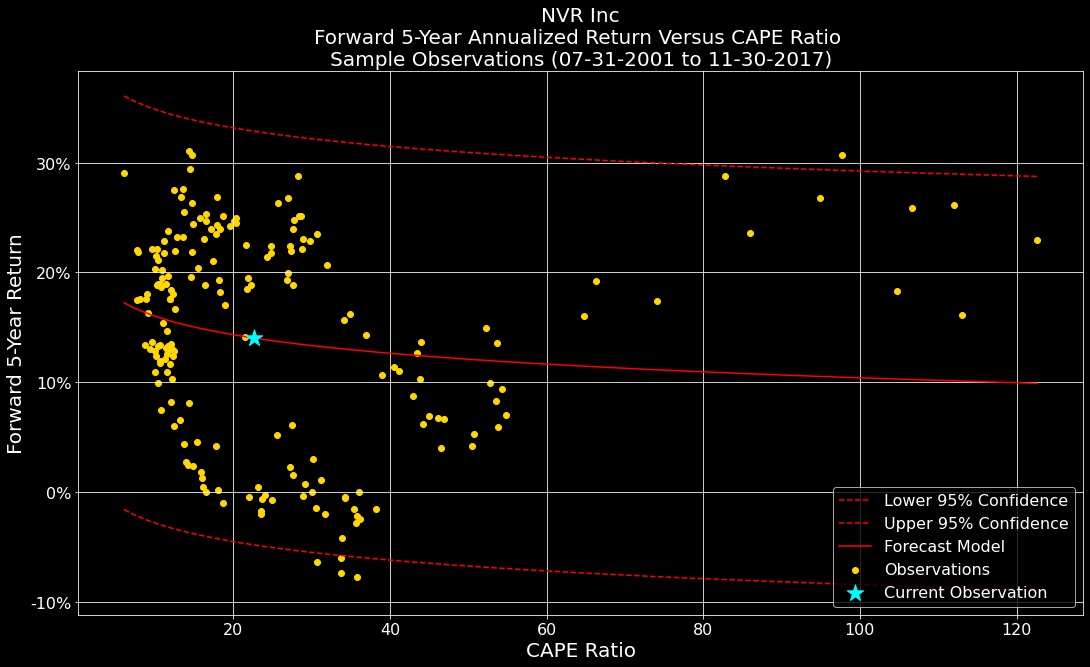 NVR Inc
Forward 5-Year Annualized Return Versus CAPE Ratio
Sample Observations (07-31-2001 to 11-30-2017)
Forward 5-Year Return
30%
20%
10%
0%
-10%
20
40
60
80
100
120
CAPE Ratio
Lower 95% Confidence
Upper 95% Confidence
Forecast Model
Observations
Current Observation